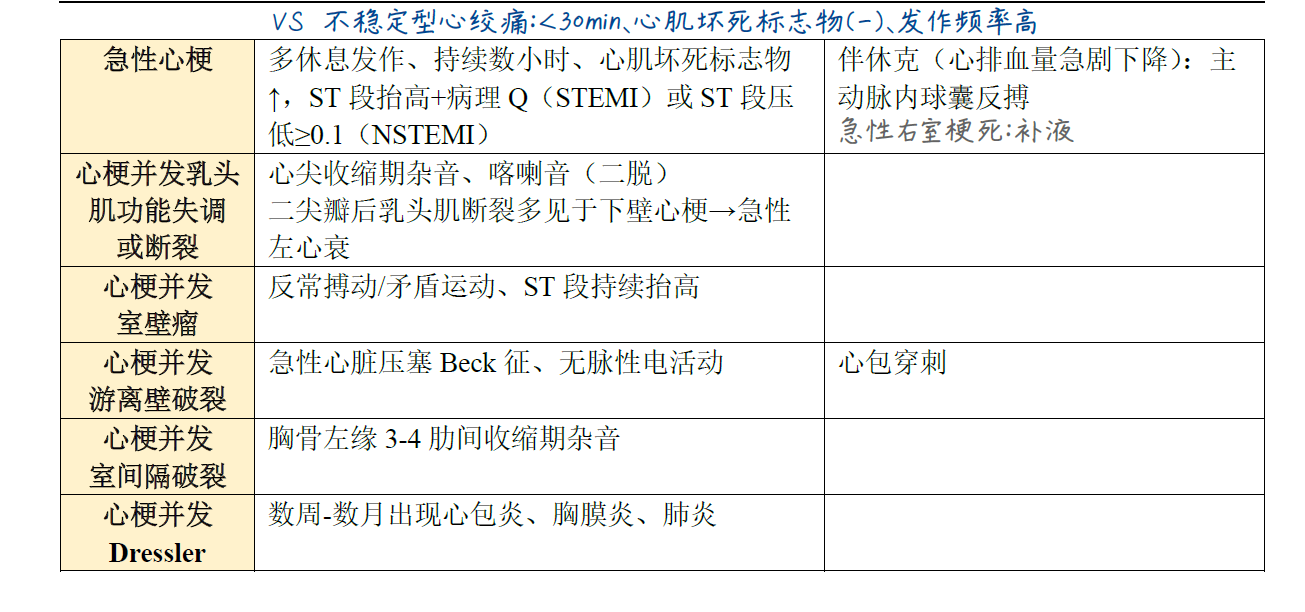 VS 不稳定型心绞痛:<30min、心肌坏死标志物(-)、发作频率高
急性心梗
多休息发作、持续数小时、心肌坏死标志物
↑，ST 段抬高+病理 Q（STEMI）或 ST 段压
低≥0.1（NSTEMI）
伴休克（心排血量急剧下降）：主
动脉内球囊反搏
急性右室梗死:补液
心梗并发乳头
肌功能失调
或断裂
心尖收缩期杂音、喀喇音（二脱）
二尖瓣后乳头肌断裂多见于下壁心梗→急性
左心衰
心梗并发
室壁瘤
反常搏动/矛盾运动、ST 段持续抬高
心梗并发
游离壁破裂
急性心脏压塞 Beck 征、无脉性电活动
心包穿刺
心梗并发
室间隔破裂
胸骨左缘 3-4 肋间收缩期杂音
心梗并发
Dressler
数周-数月出现心包炎、胸膜炎、肺炎